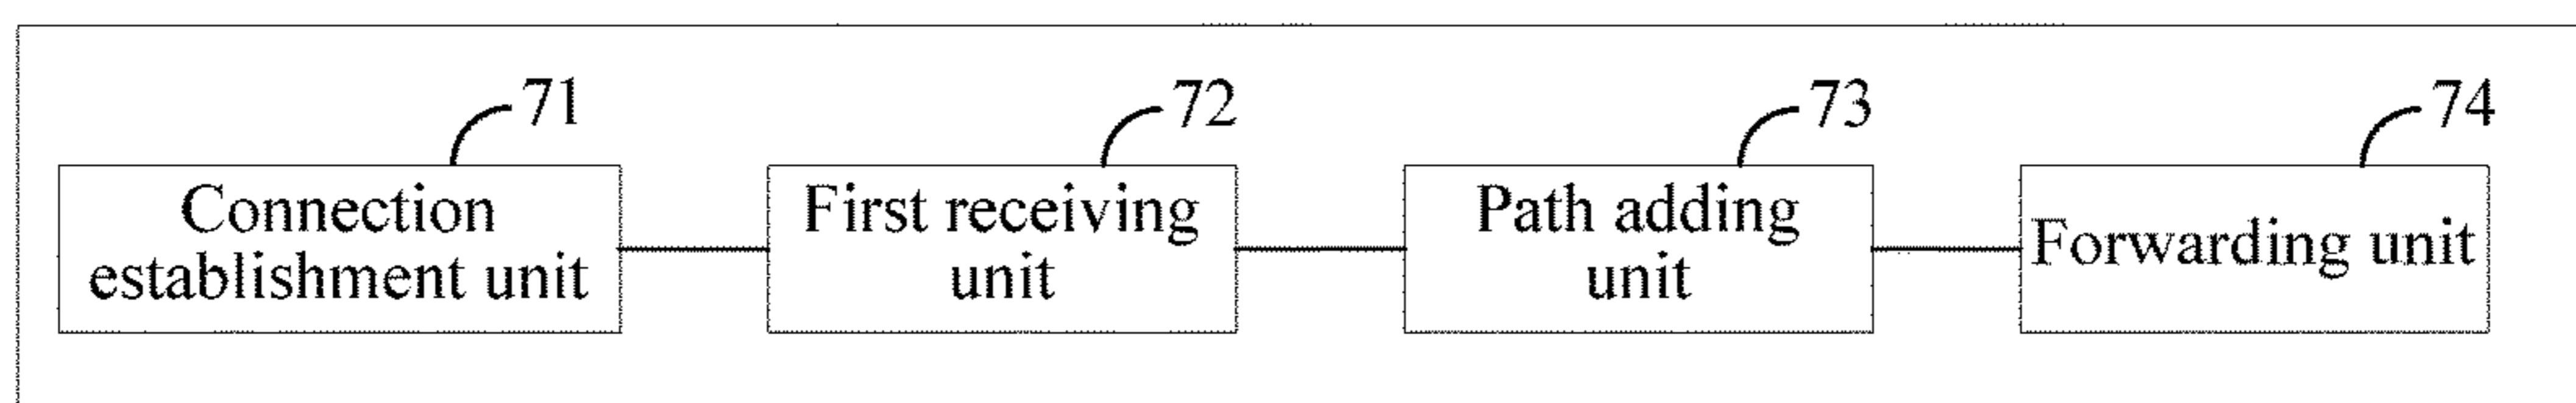 71
72
73
74
Connection
establishment unit
First receiving
unit
Path adding
unit
Forwarding unit